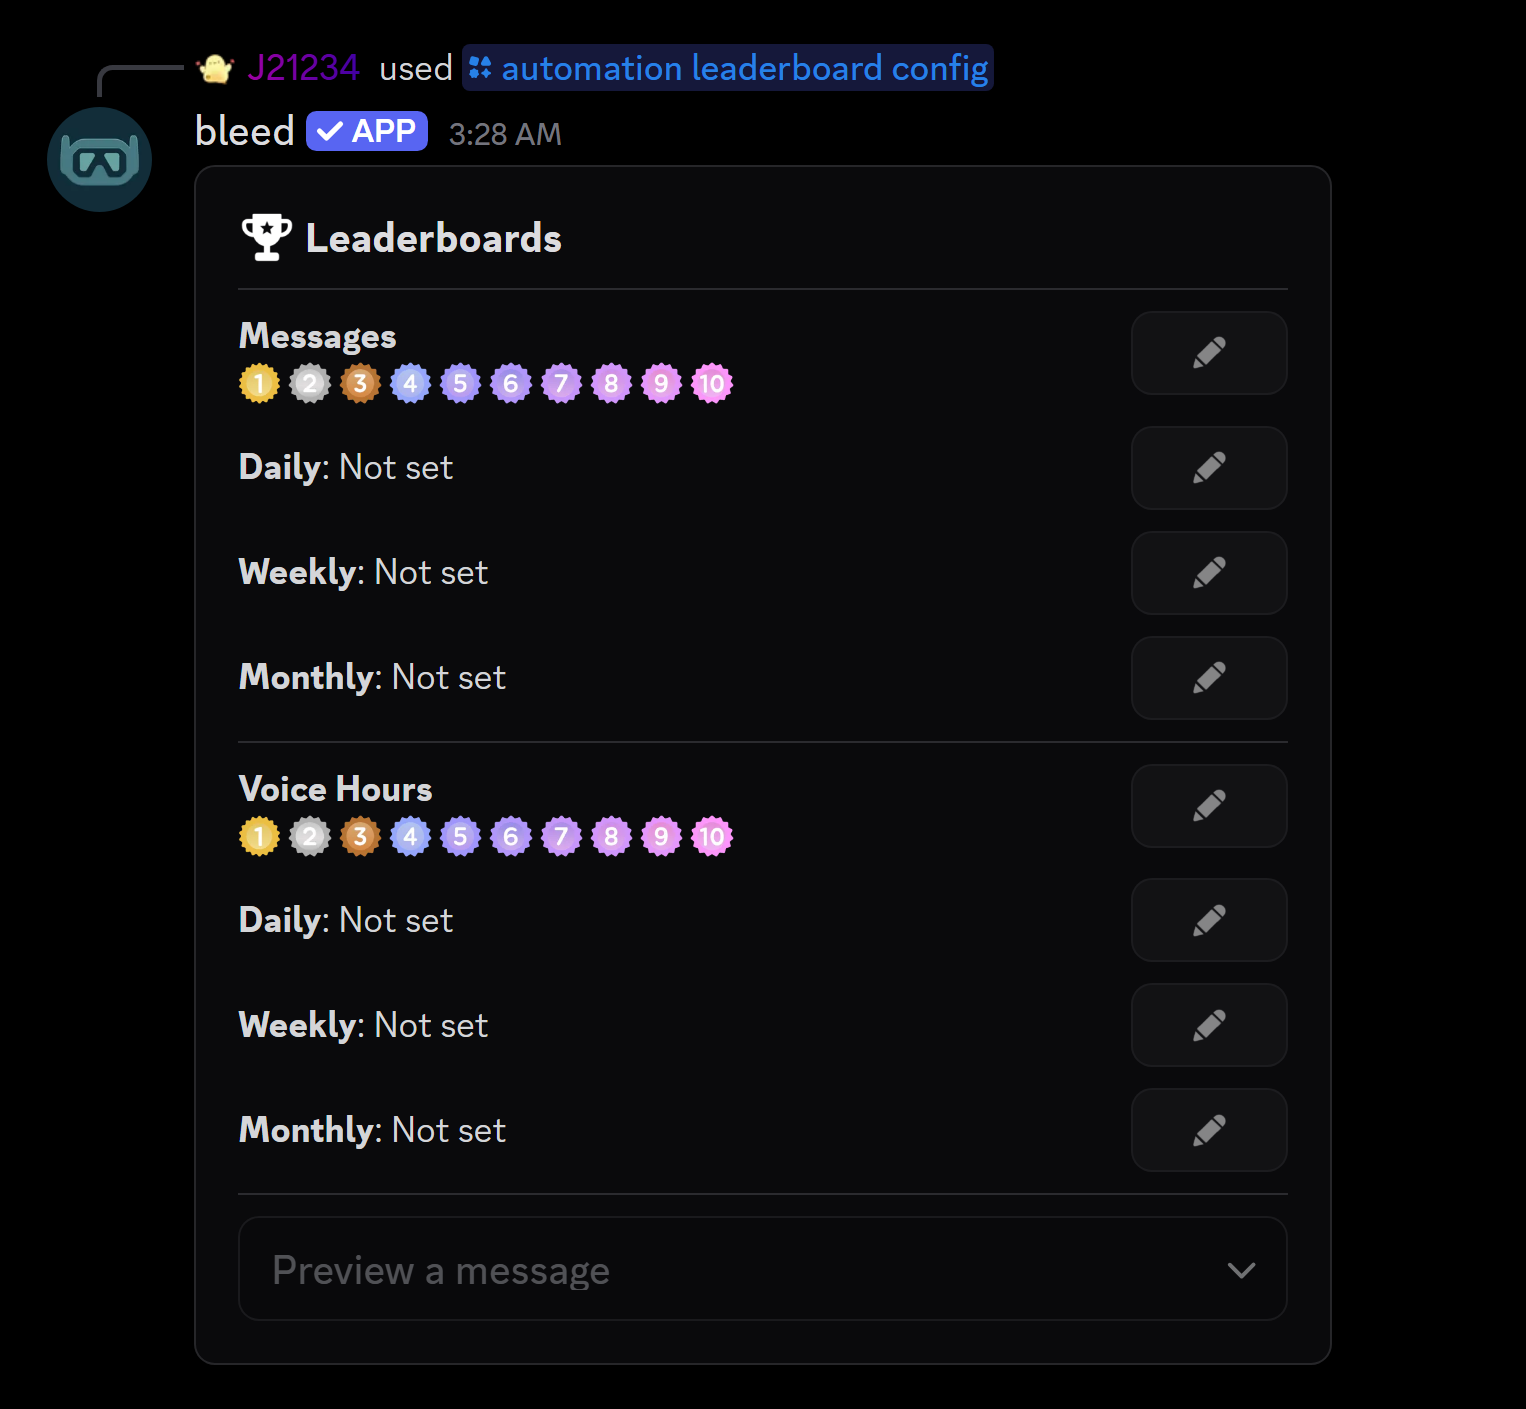 J21234 used automation leaderboard config
bleed APP 3:28 AM
Leaderboards
Messages
1 2 3 4 5 6 7 8 9 10
Daily: Not set
Weekly: Not set
Monthly: Not set
Voice Hours
1 2 3 4 5 6 7 8 9 10
Daily: Not set
Weekly: Not set
Monthly: Not set
Preview a message